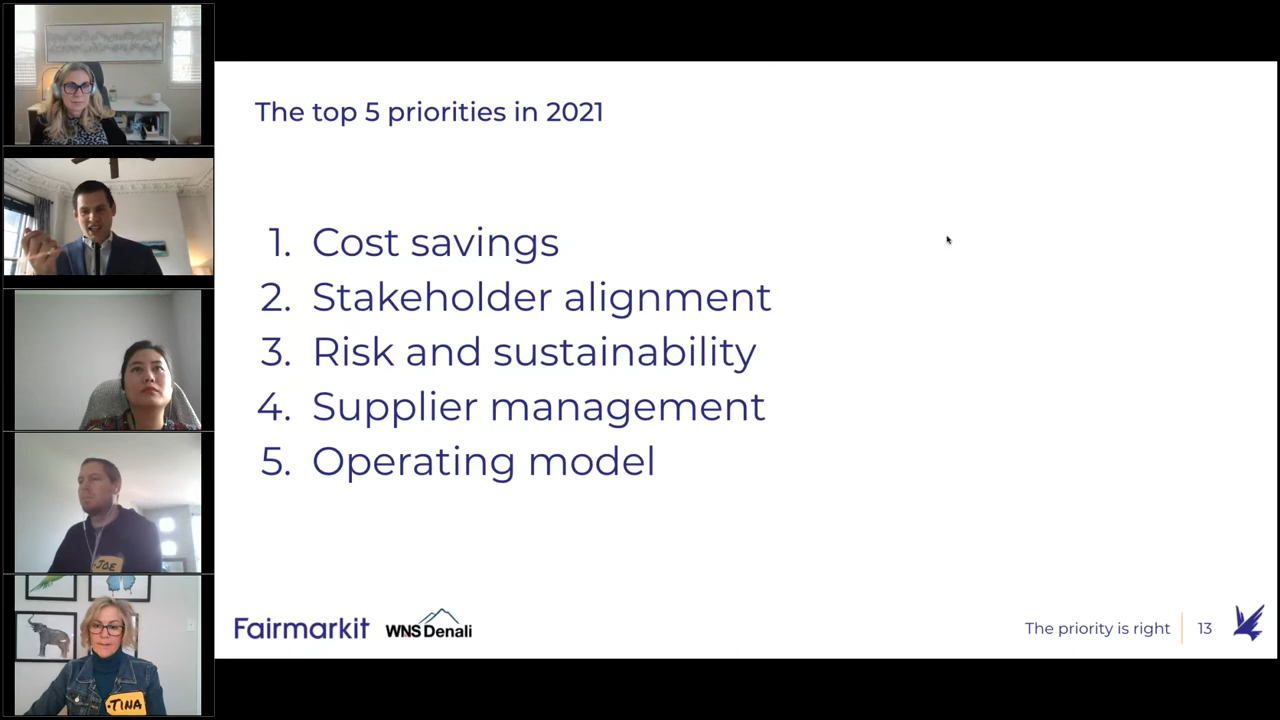 The top 5 priorities in 2021
1. Cost savings
2. Stakeholder alignment
3. Risk and sustainability
4. Supplier management
5. Operating model
Fairmarkit WNS Denali
The priority is right 13
JOE
TINA